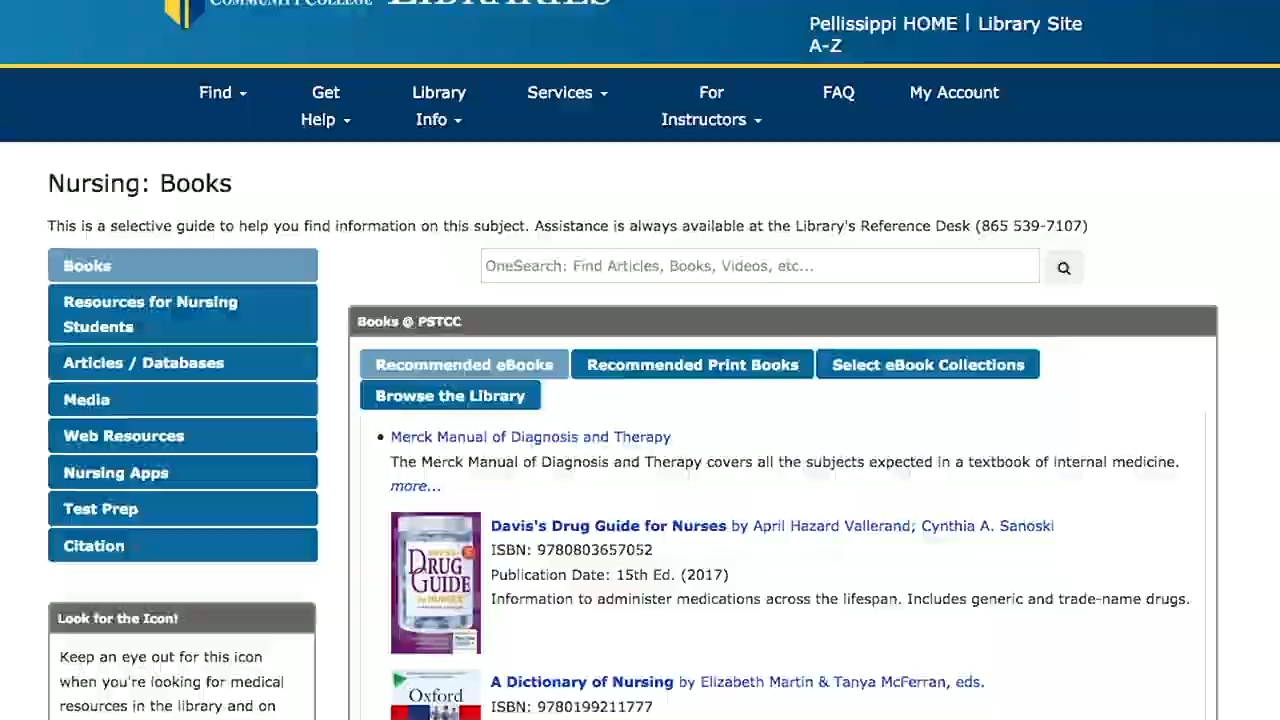 COMMUNITY COLLEGE LIBRARIES
Pellissippi HOME | Library Site
A-Z
Find
Get
Help
Library
Info
Services
For
Instructors
FAQ
My Account
Nursing: Books
This is a selective guide to help you find information on this subject. Assistance is always available at the Library's Reference Desk (865 539-7107)
Books
Resources for Nursing
Students
Articles / Databases
Media
Web Resources
Nursing Apps
Test Prep
Citation
Look for the Icon!
Keep an eye out for this icon
when you're looking for medical
resources in the library and on
OneSearch: Find Articles, Books, Videos, etc...
Books @ PSTCC
Recommended eBooks
Recommended Print Books
Select eBook Collections
Browse the Library
• Merck Manual of Diagnosis and Therapy
The Merck Manual of Diagnosis and Therapy covers all the subjects expected in a textbook of internal medicine.
more...
DRUG
GUIDE
Davis's Drug Guide for Nurses by April Hazard Vallerand; Cynthia A. Sanoski
ISBN: 9780803657052
Publication Date: 15th Ed. (2017)
Information to administer medications across the lifespan. Includes generic and trade-name drugs.
Oxford
A Dictionary of Nursing by Elizabeth Martin & Tanya McFerran, eds.
ISBN: 9780199211777